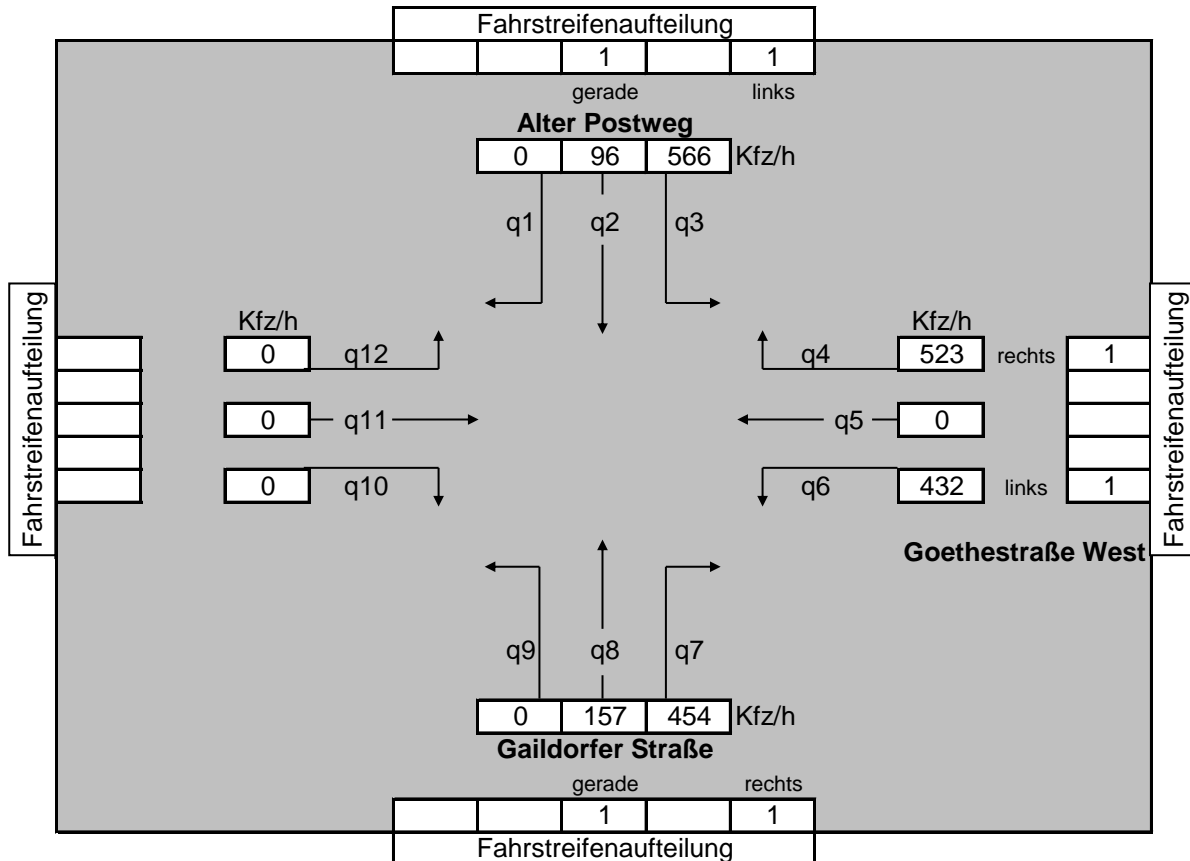 Fahrstreifenaufteilung
1 1
gerade links
Alter Postweg
0 96 566 Kfz/h
q1 q2 q3
Fahrstreifenaufteilung
Kfz/h
0 q12
0 q11
0 q10
Kfz/h
q4 523 rechts 1
q5 0
q6 432 links 1
Fahrstreifenaufteilung
Goethestraße West
q9 q8 q7
0 157 454 Kfz/h
Gaildorfer Straße
gerade rechts
1 1
Fahrstreifenaufteilung